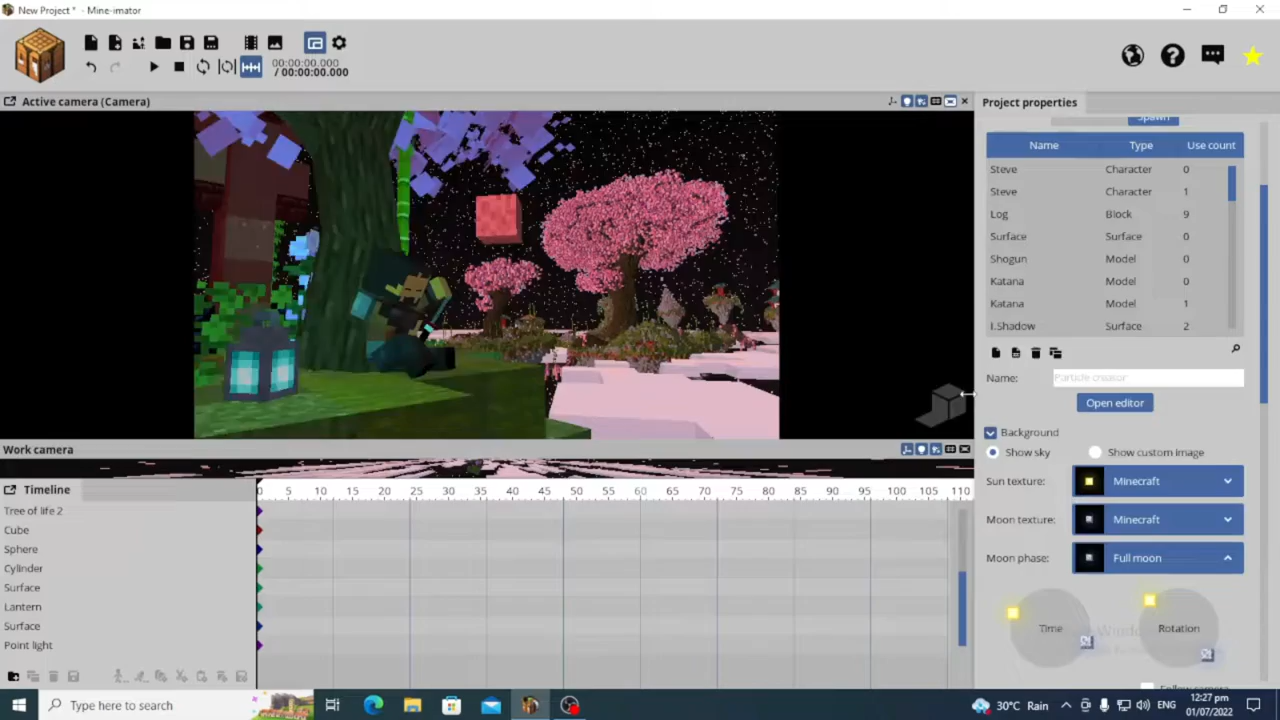 New Project * - Mine-imator
00:00:00.000
/ 00:00:00.000
Active camera (Camera)
Project properties
Spawn
Name Type Use count
Steve Character 0
Steve Character 1
Log Block 9
Surface Surface 0
Shogun Model 0
Katana Model 0
Katana Model 1
I.Shadow Surface 2
Name: Particle creator
Open editor
Background
Show sky Show custom image
Sun texture: Minecraft
Moon texture: Minecraft
Moon phase: Full moon
Time Rotation
Work camera
Timeline
0 5 10 15 20 25 30 35 40 45 50 55 60 65 70 75 80 85 90 95 100 105 110
Tree of life 2
Cube
Sphere
Cylinder
Surface
Lantern
Surface
Point light
Type here to search
30°C Rain
12:27 pm
01/07/2022